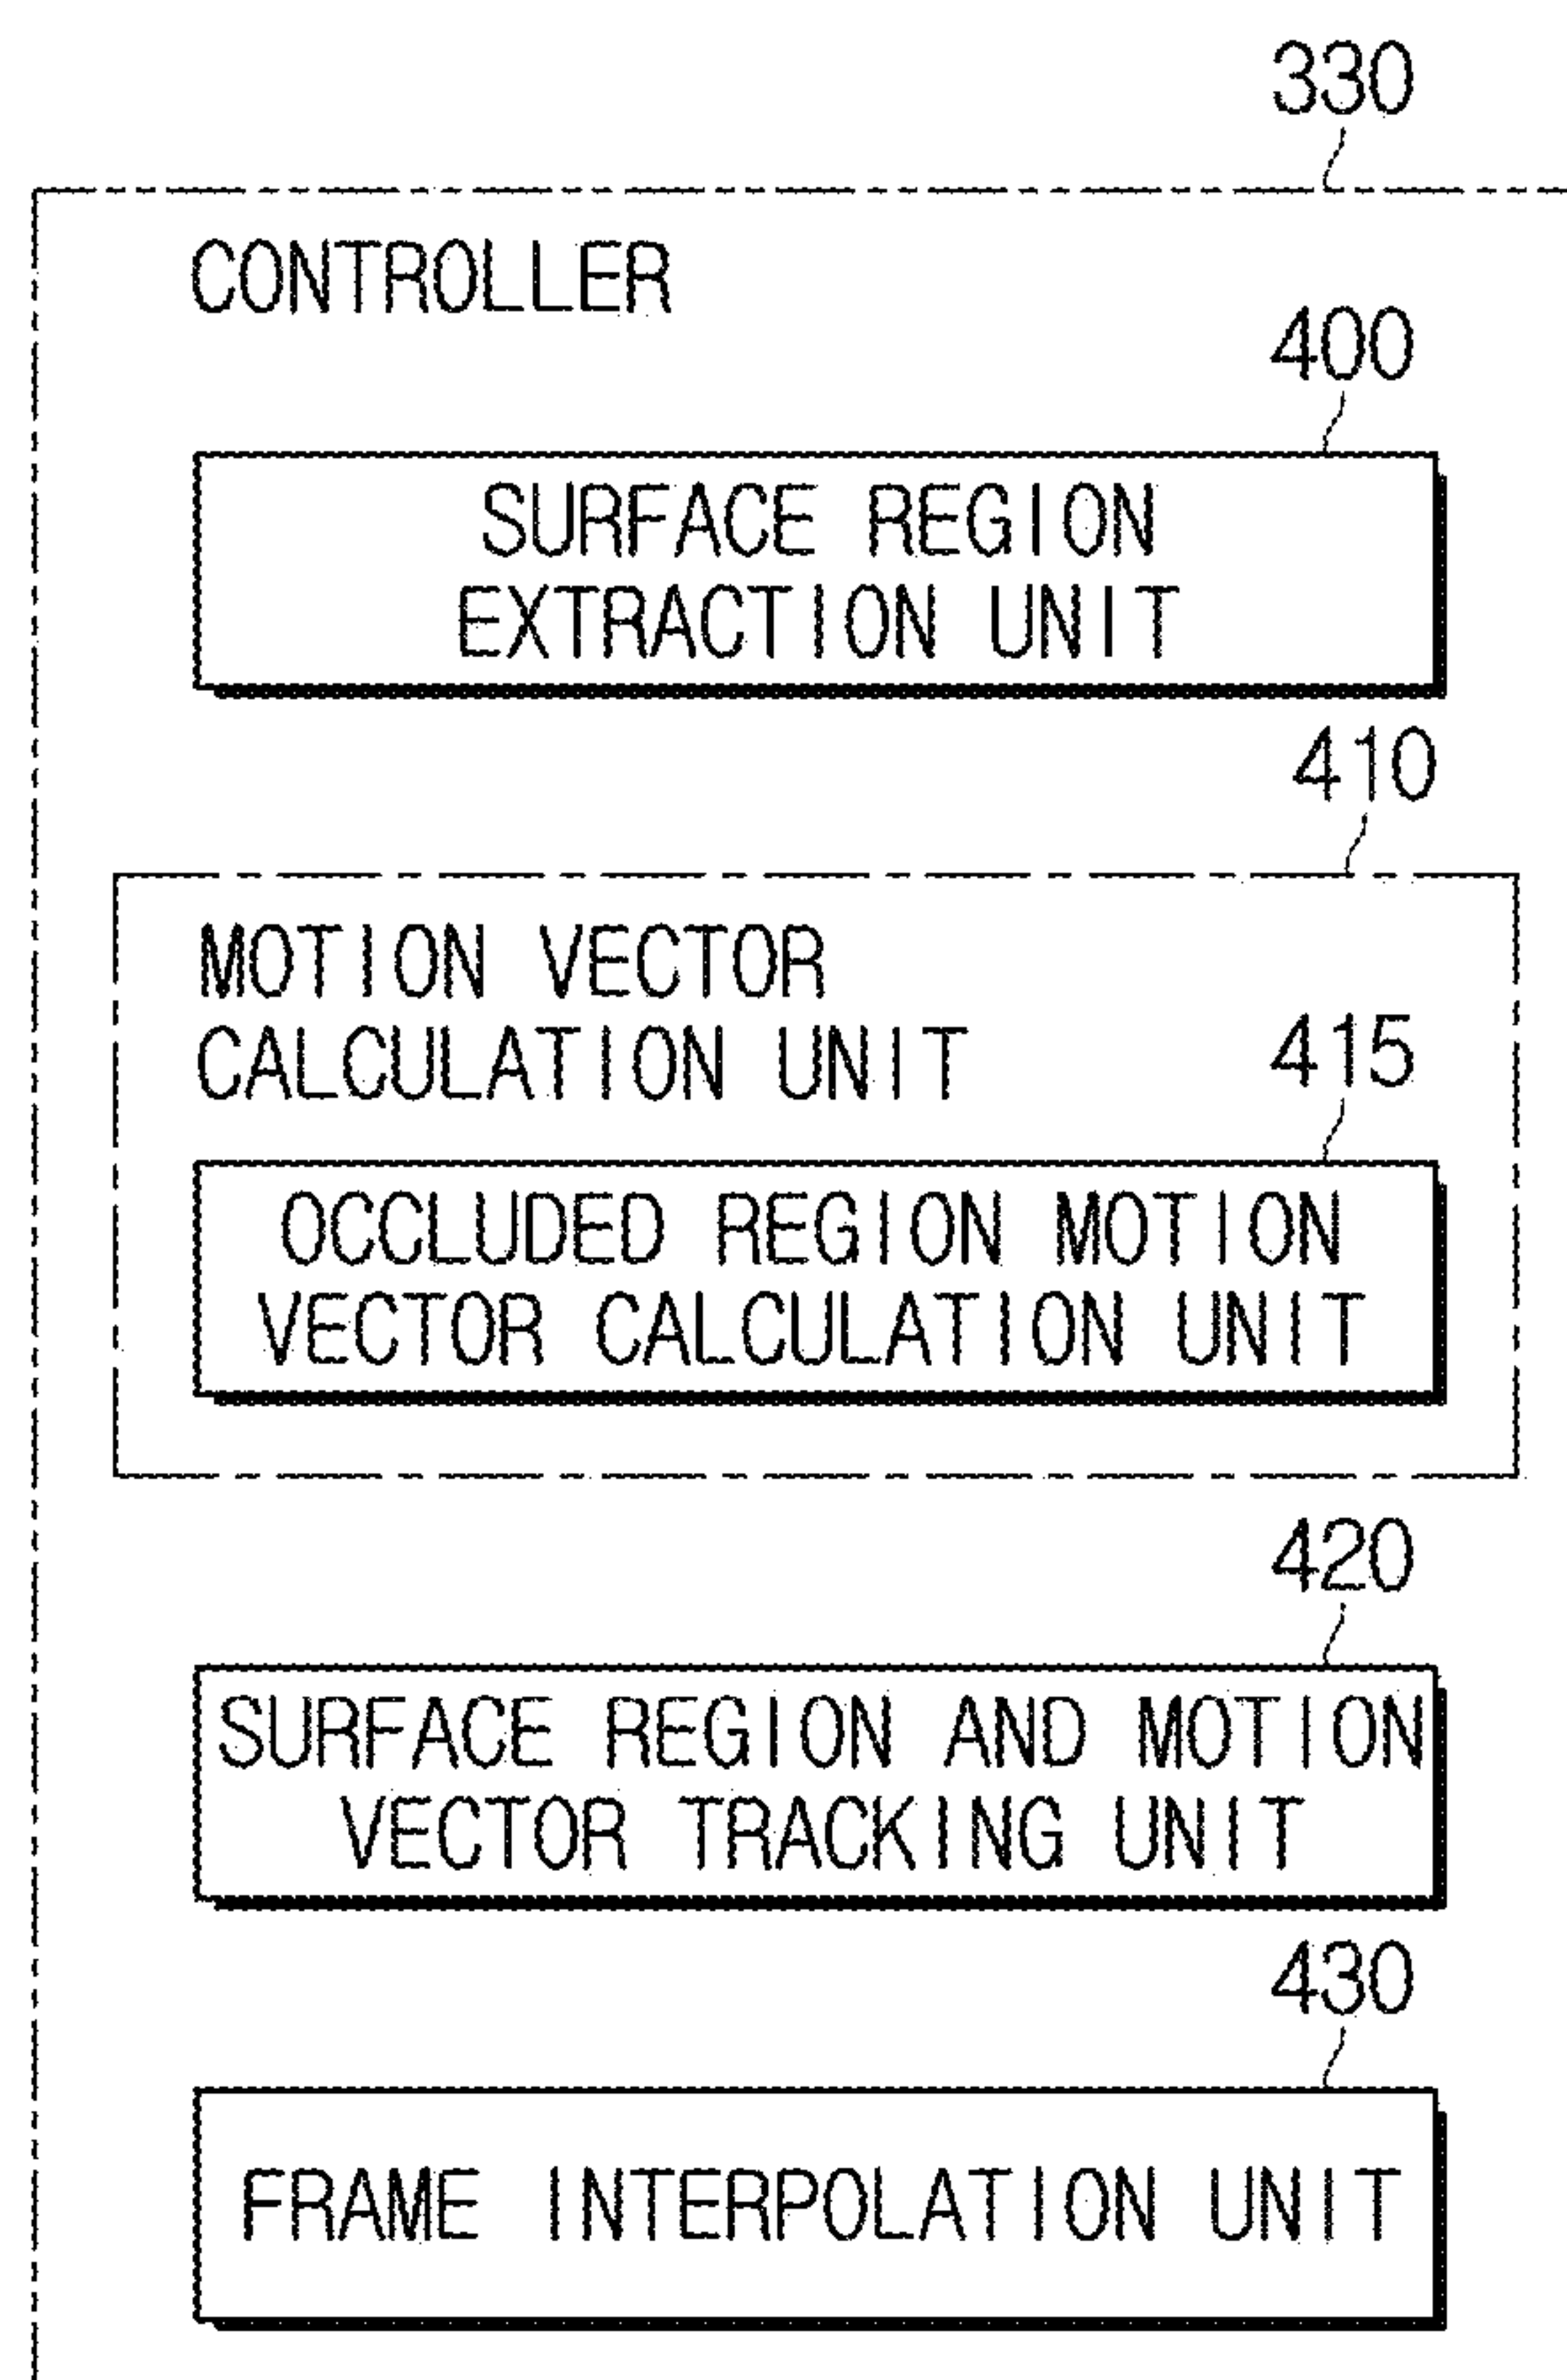 330
CONTROLLER
400
SURFACE REGION
EXTRACTION UNIT
410
MOTION VECTOR
CALCULATION UNIT
415
OCCLUDED REGION MOTION
VECTOR CALCULATION UNIT
420
SURFACE REGION AND MOTION
VECTOR TRACKING UNIT
430
FRAME INTERPOLATION UNIT